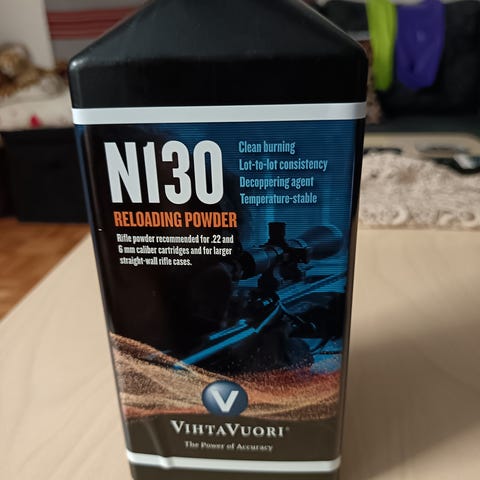 N130
Clean burning
Lot-to-lot consistency
Decoppering agent
Temperature-stable
RELOADING POWDER
Rifle powder recommended for .22 and
6 mm caliber cartridges and for larger
straight-wall rifle cases.
V
VIHTAVUORI®
The Power of Accuracy